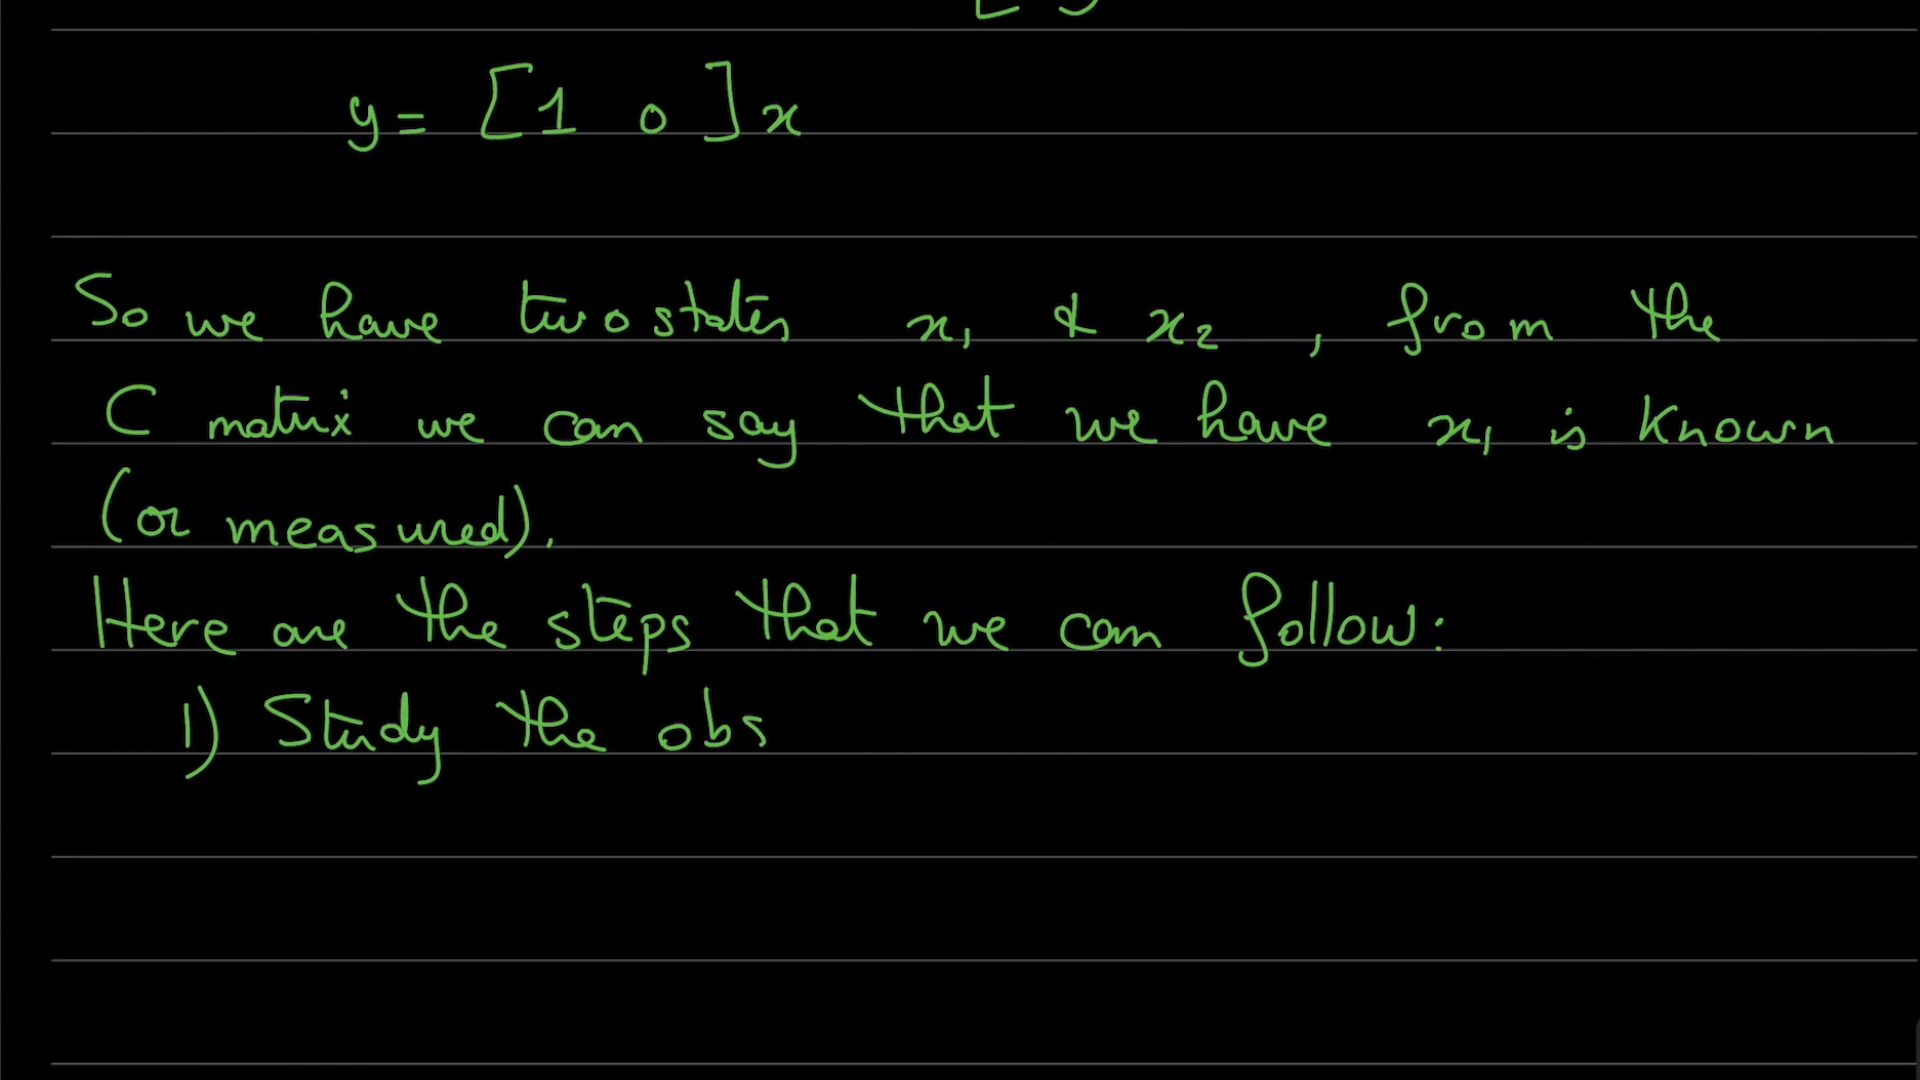 y = [ 1 0 ] x
So we have two states x₁ & x₂ , from the
C matrix we can say that we have x₁ is known
(or measured).
Here are the steps that we can follow:
1) Study the obs